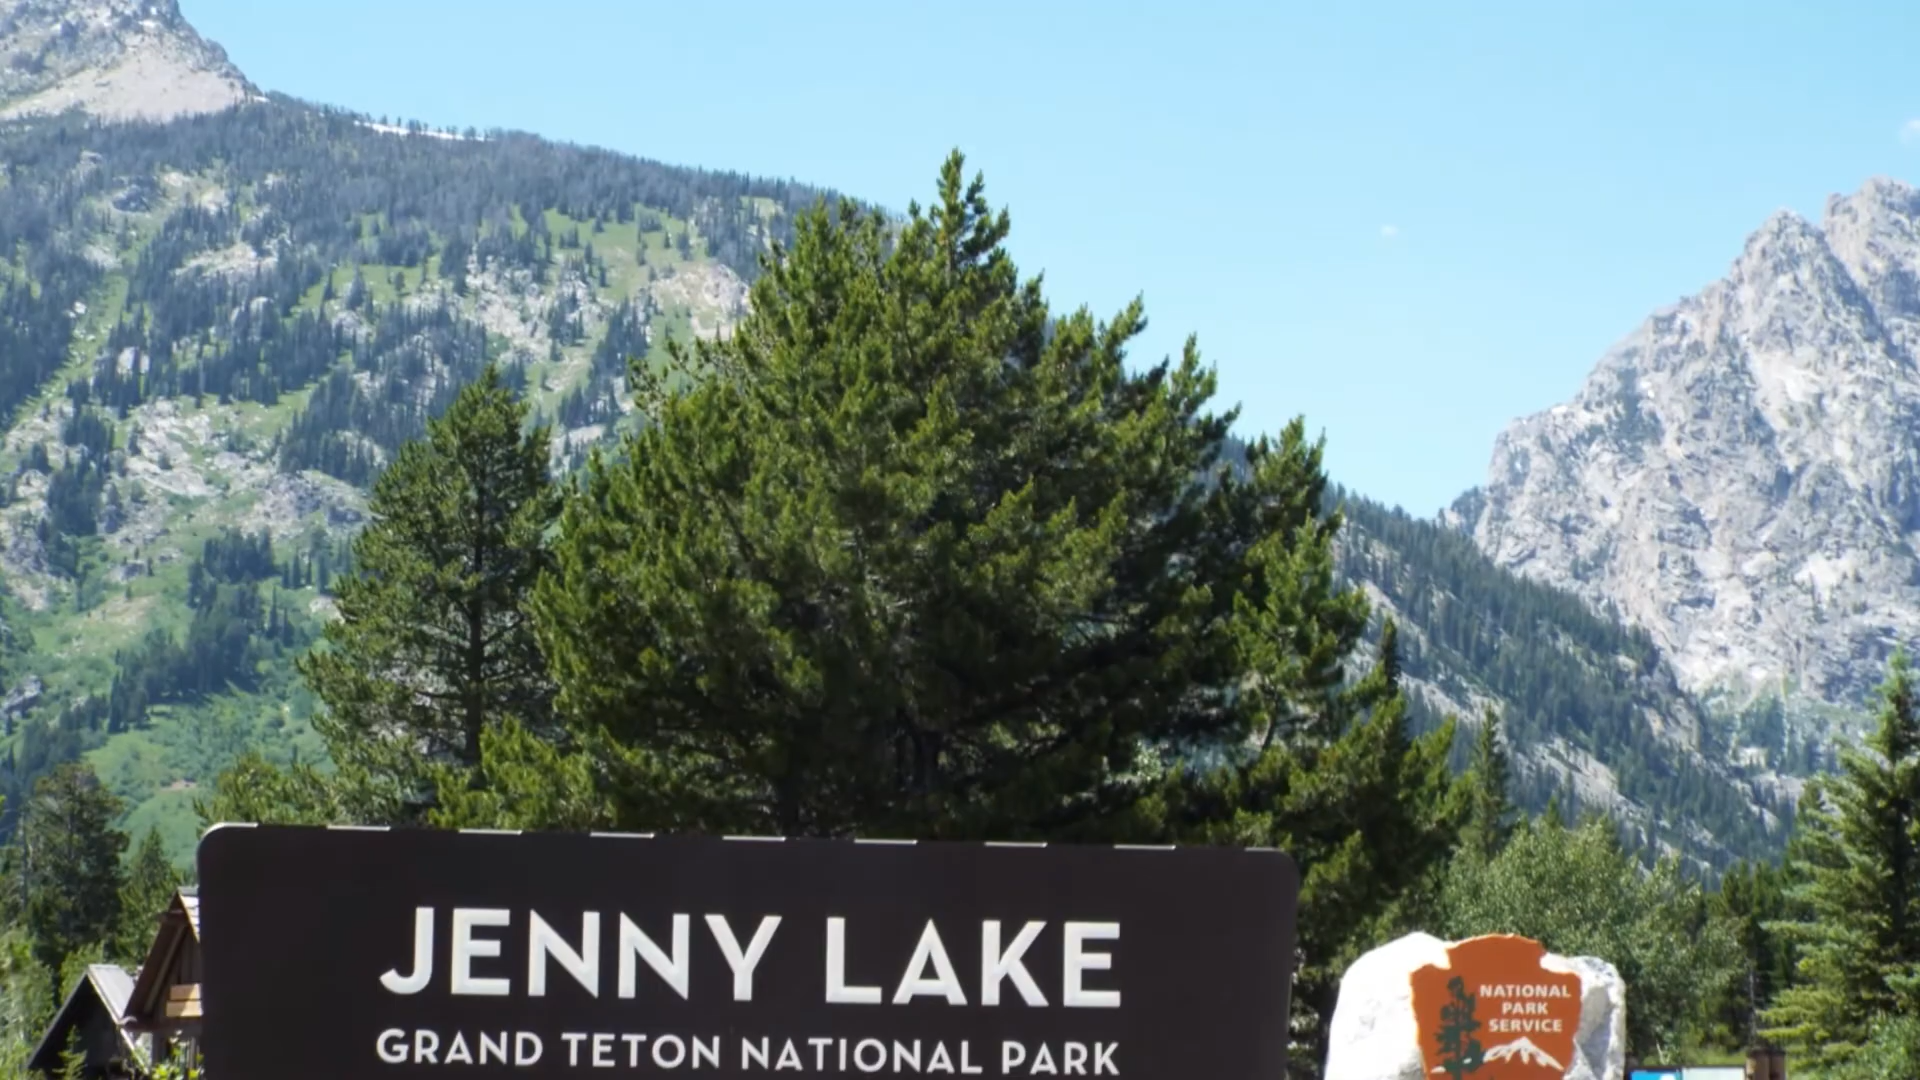 JENNY LAKE
GRAND TETON NATIONAL PARK
NATIONAL
PARK
SERVICE